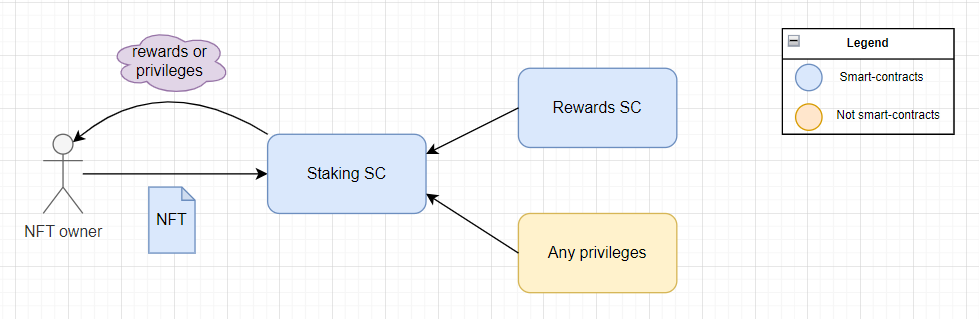 rewards or
privileges
NFT owner
NFT
Staking SC
Rewards SC
Any privileges
Legend
Smart-contracts
Not smart-contracts